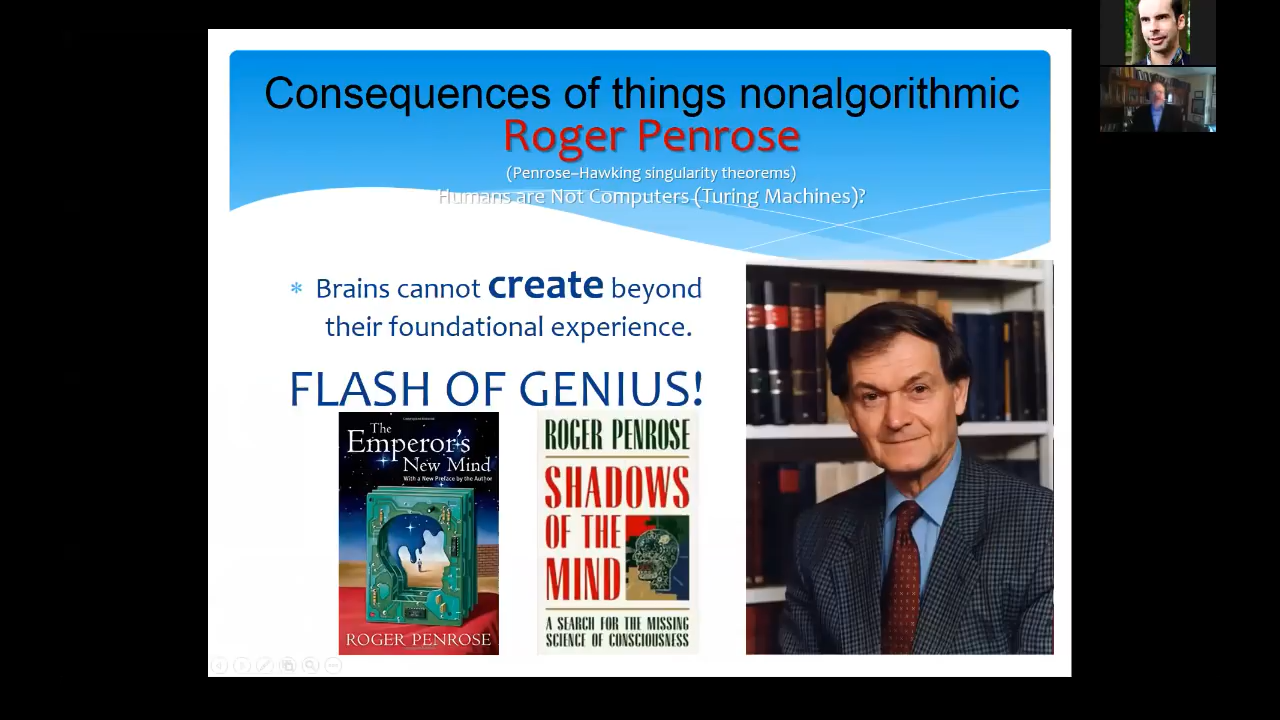 Consequences of things nonalgorithmic
Roger Penrose
(Penrose–Hawking singularity theorems)
Humans are Not Computers (Turing Machines)?
* Brains cannot create beyond
their foundational experience.
FLASH OF GENIUS!
The
Emperor's
New Mind
With a New Preface by the Author
ROGER PENROSE
ROGER PENROSE
SHADOWS
OF THE
MIND
A SEARCH FOR THE MISSING
SCIENCE OF CONSCIOUSNESS